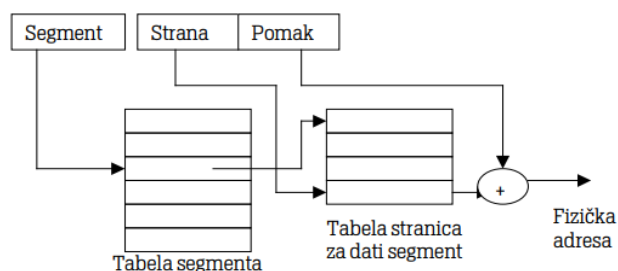 Segment
Strana
Pomak
+
Fizička
adresa
Tabela stranica
za dati segment
Tabela segmenta